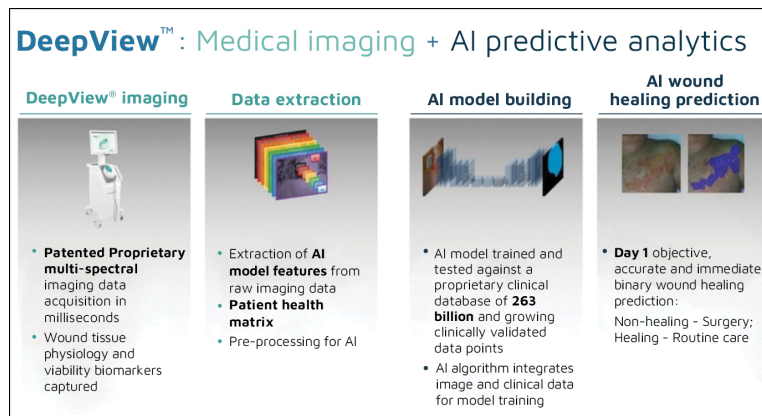 DeepView™: Medical imaging + AI predictive analytics
DeepView® imaging
• Patented Proprietary
multi-spectral
imaging data
acquisition in
milliseconds
• Wound tissue
physiology and
viability biomarkers
captured
Data extraction
• Extraction of AI
model features from
raw imaging data
• Patient health
matrix
• Pre-processing for AI
AI model building
• AI model trained and
tested against a
proprietary clinical
database of 263
billion and growing
clinically validated
data points
• AI algorithm integrates
image and clinical data
for model training
AI wound
healing prediction
• Day 1 objective,
accurate and immediate
binary wound healing
prediction:
Non-healing - Surgery;
Healing - Routine care